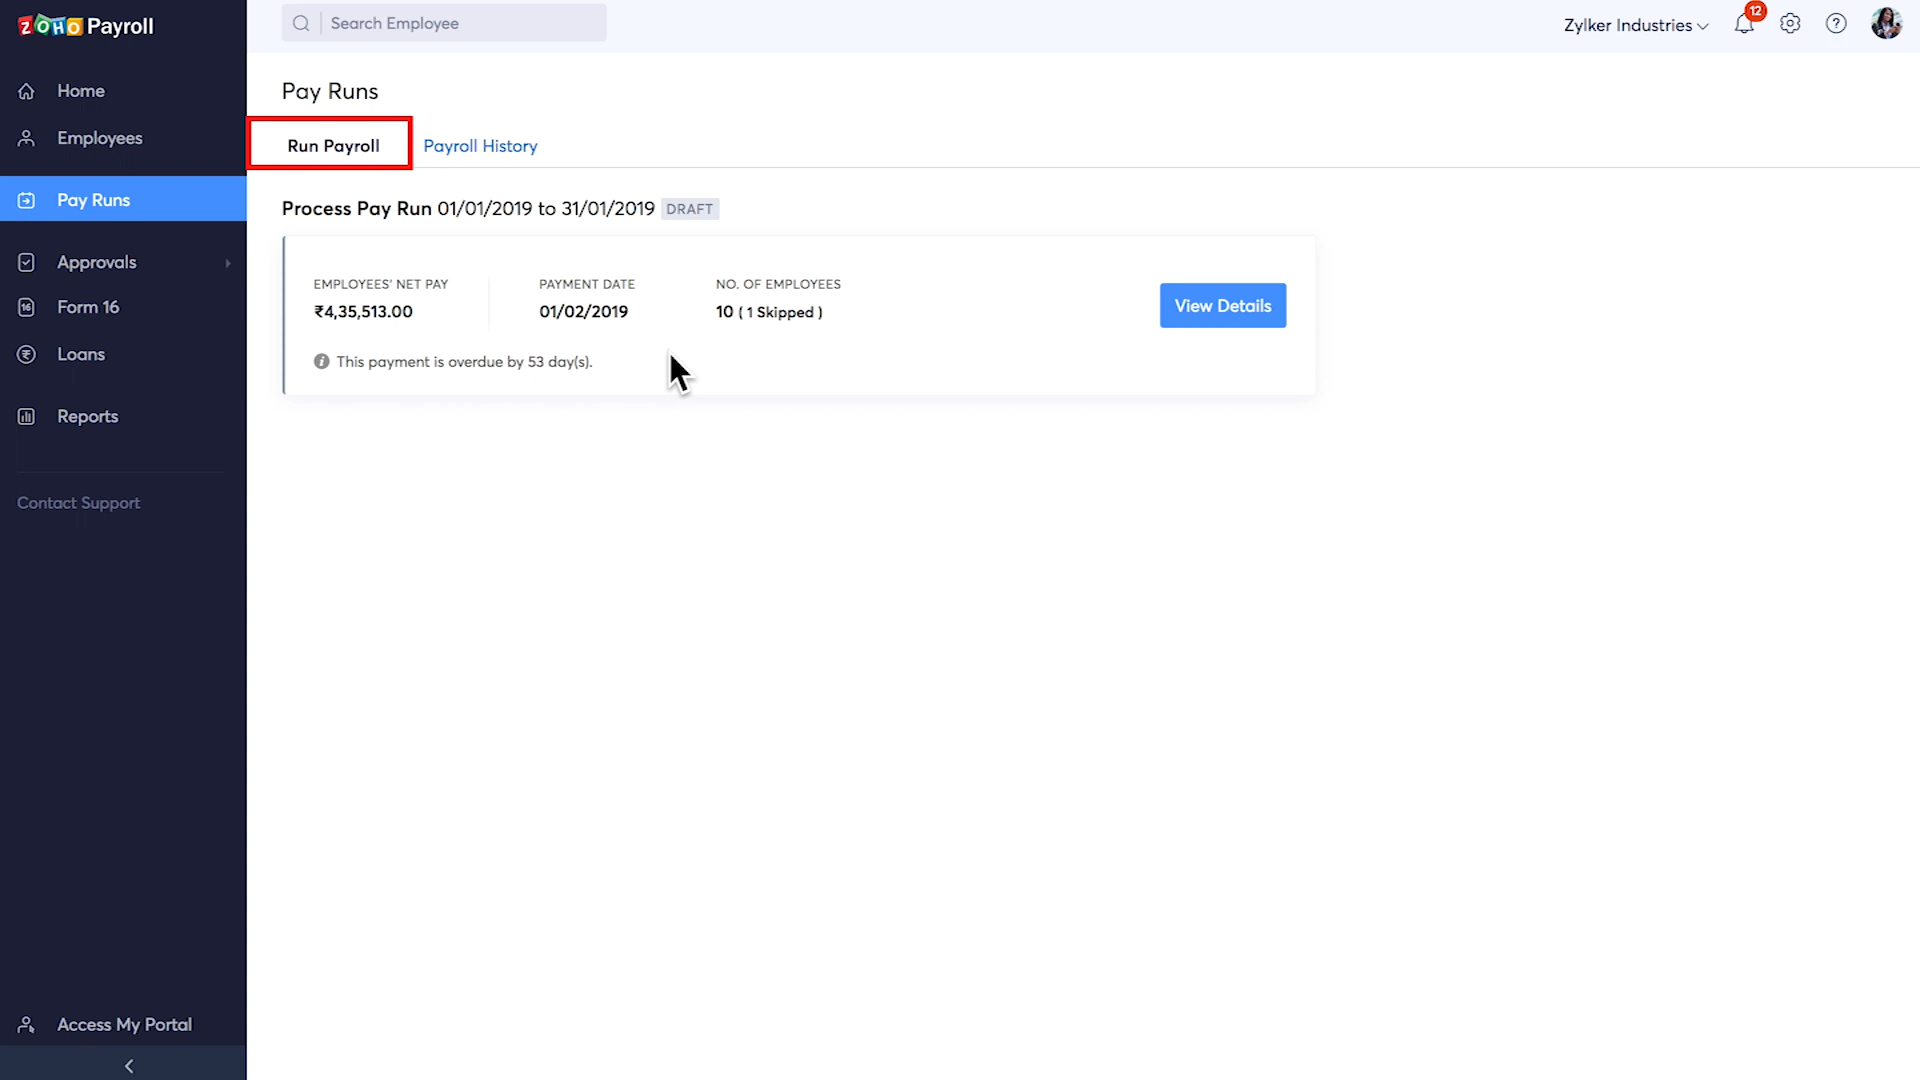 ZOHO Payroll
Search Employee
Zylker Industries
12
Home
Employees
Pay Runs
Approvals
16 Form 16
Loans
Reports
Contact Support
Access My Portal
Pay Runs
Run Payroll
Payroll History
Process Pay Run 01/01/2019 to 31/01/2019 DRAFT
EMPLOYEES' NET PAY
₹4,35,513.00
PAYMENT DATE
01/02/2019
NO. OF EMPLOYEES
10 ( 1 Skipped )
View Details
This payment is overdue by 53 day(s).